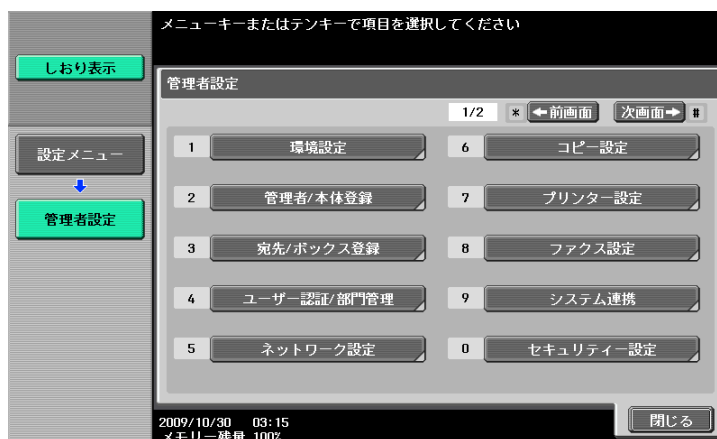 メニューキーまたはテンキーで項目を選択してください
しおり表示
管理者設定
1/2 * ←前画面 次画面→ #
設定メニュー
管理者設定
1 環境設定
2 管理者/本体登録
3 宛先/ボックス登録
4 ユーザー認証/部門管理
5 ネットワーク設定
6 コピー設定
7 プリンター設定
8 ファクス設定
9 システム連携
0 セキュリティー設定
2009/10/30 03:15
メモリー残量 100%
閉じる